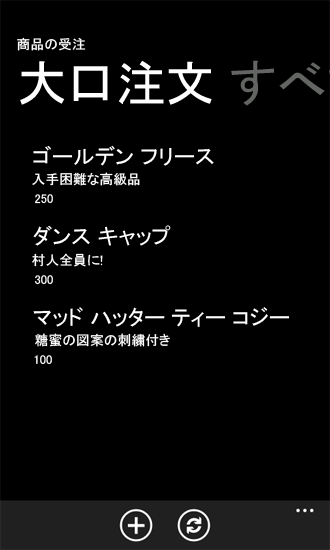 商品の受注
大口注文 すべ
ゴールデン フリース
入手困難な高級品
250
ダンス キャップ
村人全員に!
300
マッド ハッター ティー コジー
糖蜜の図案の刺繍付き
100